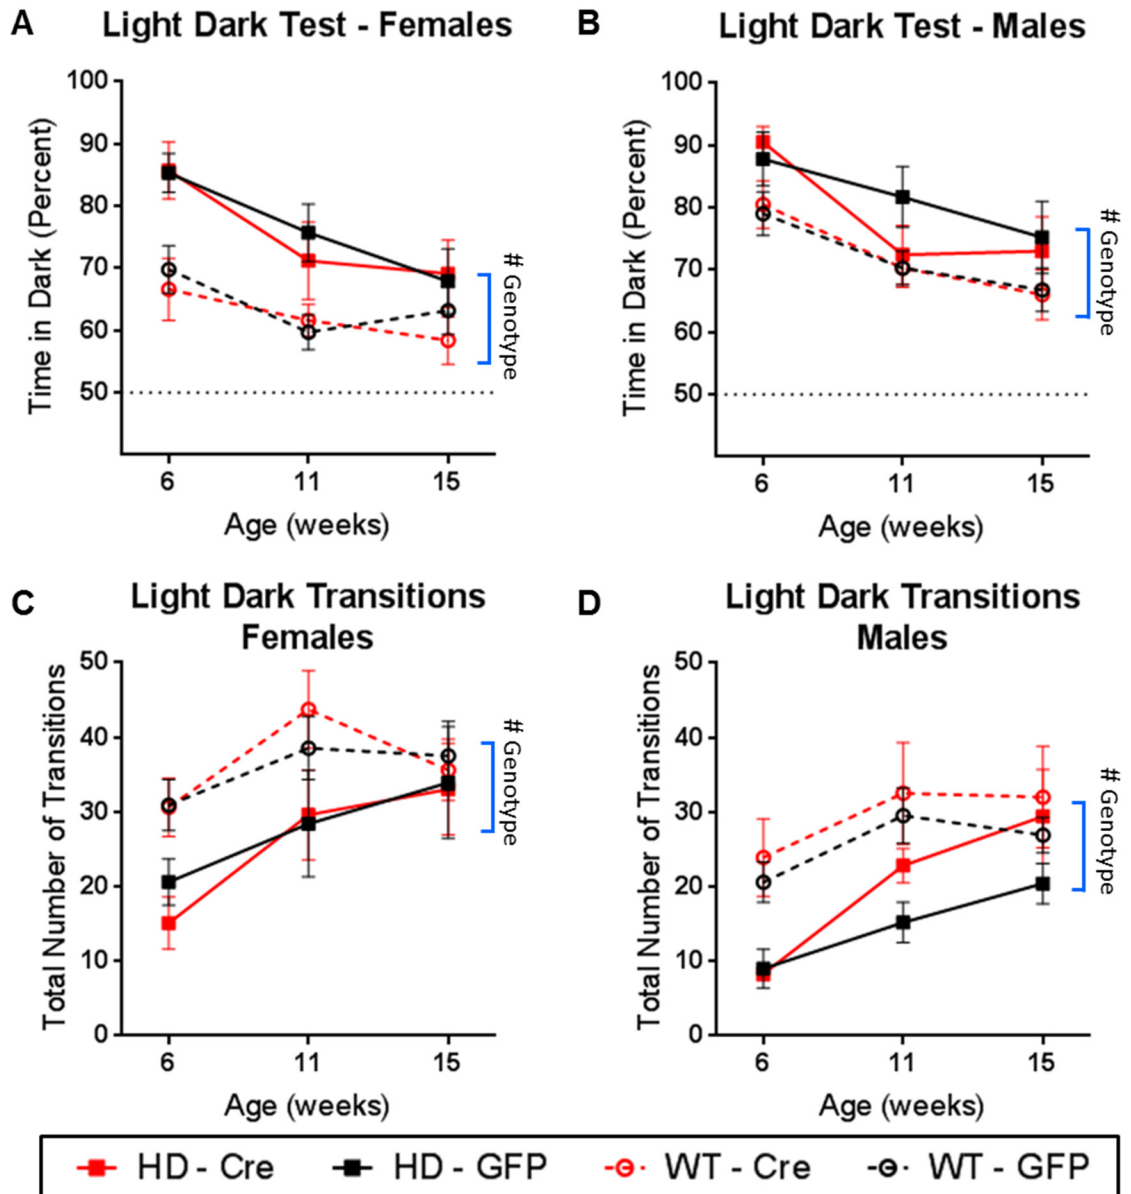 A
Light Dark Test - Females
100
90
80
70
60
50
Time in Dark (Percent)
6
11
15
Age (weeks)
# Genotype
B
Light Dark Test - Males
100
90
80
70
60
50
Time in Dark (Percent)
6
11
15
Age (weeks)
# Genotype
C
Light Dark Transitions
Females
50
40
30
20
10
0
Total Number of Transitions
6
11
15
Age (weeks)
# Genotype
D
Light Dark Transitions
Males
50
40
30
20
10
0
Total Number of Transitions
6
11
15
Age (weeks)
# Genotype
HD - Cre HD - GFP WT - Cre WT - GFP